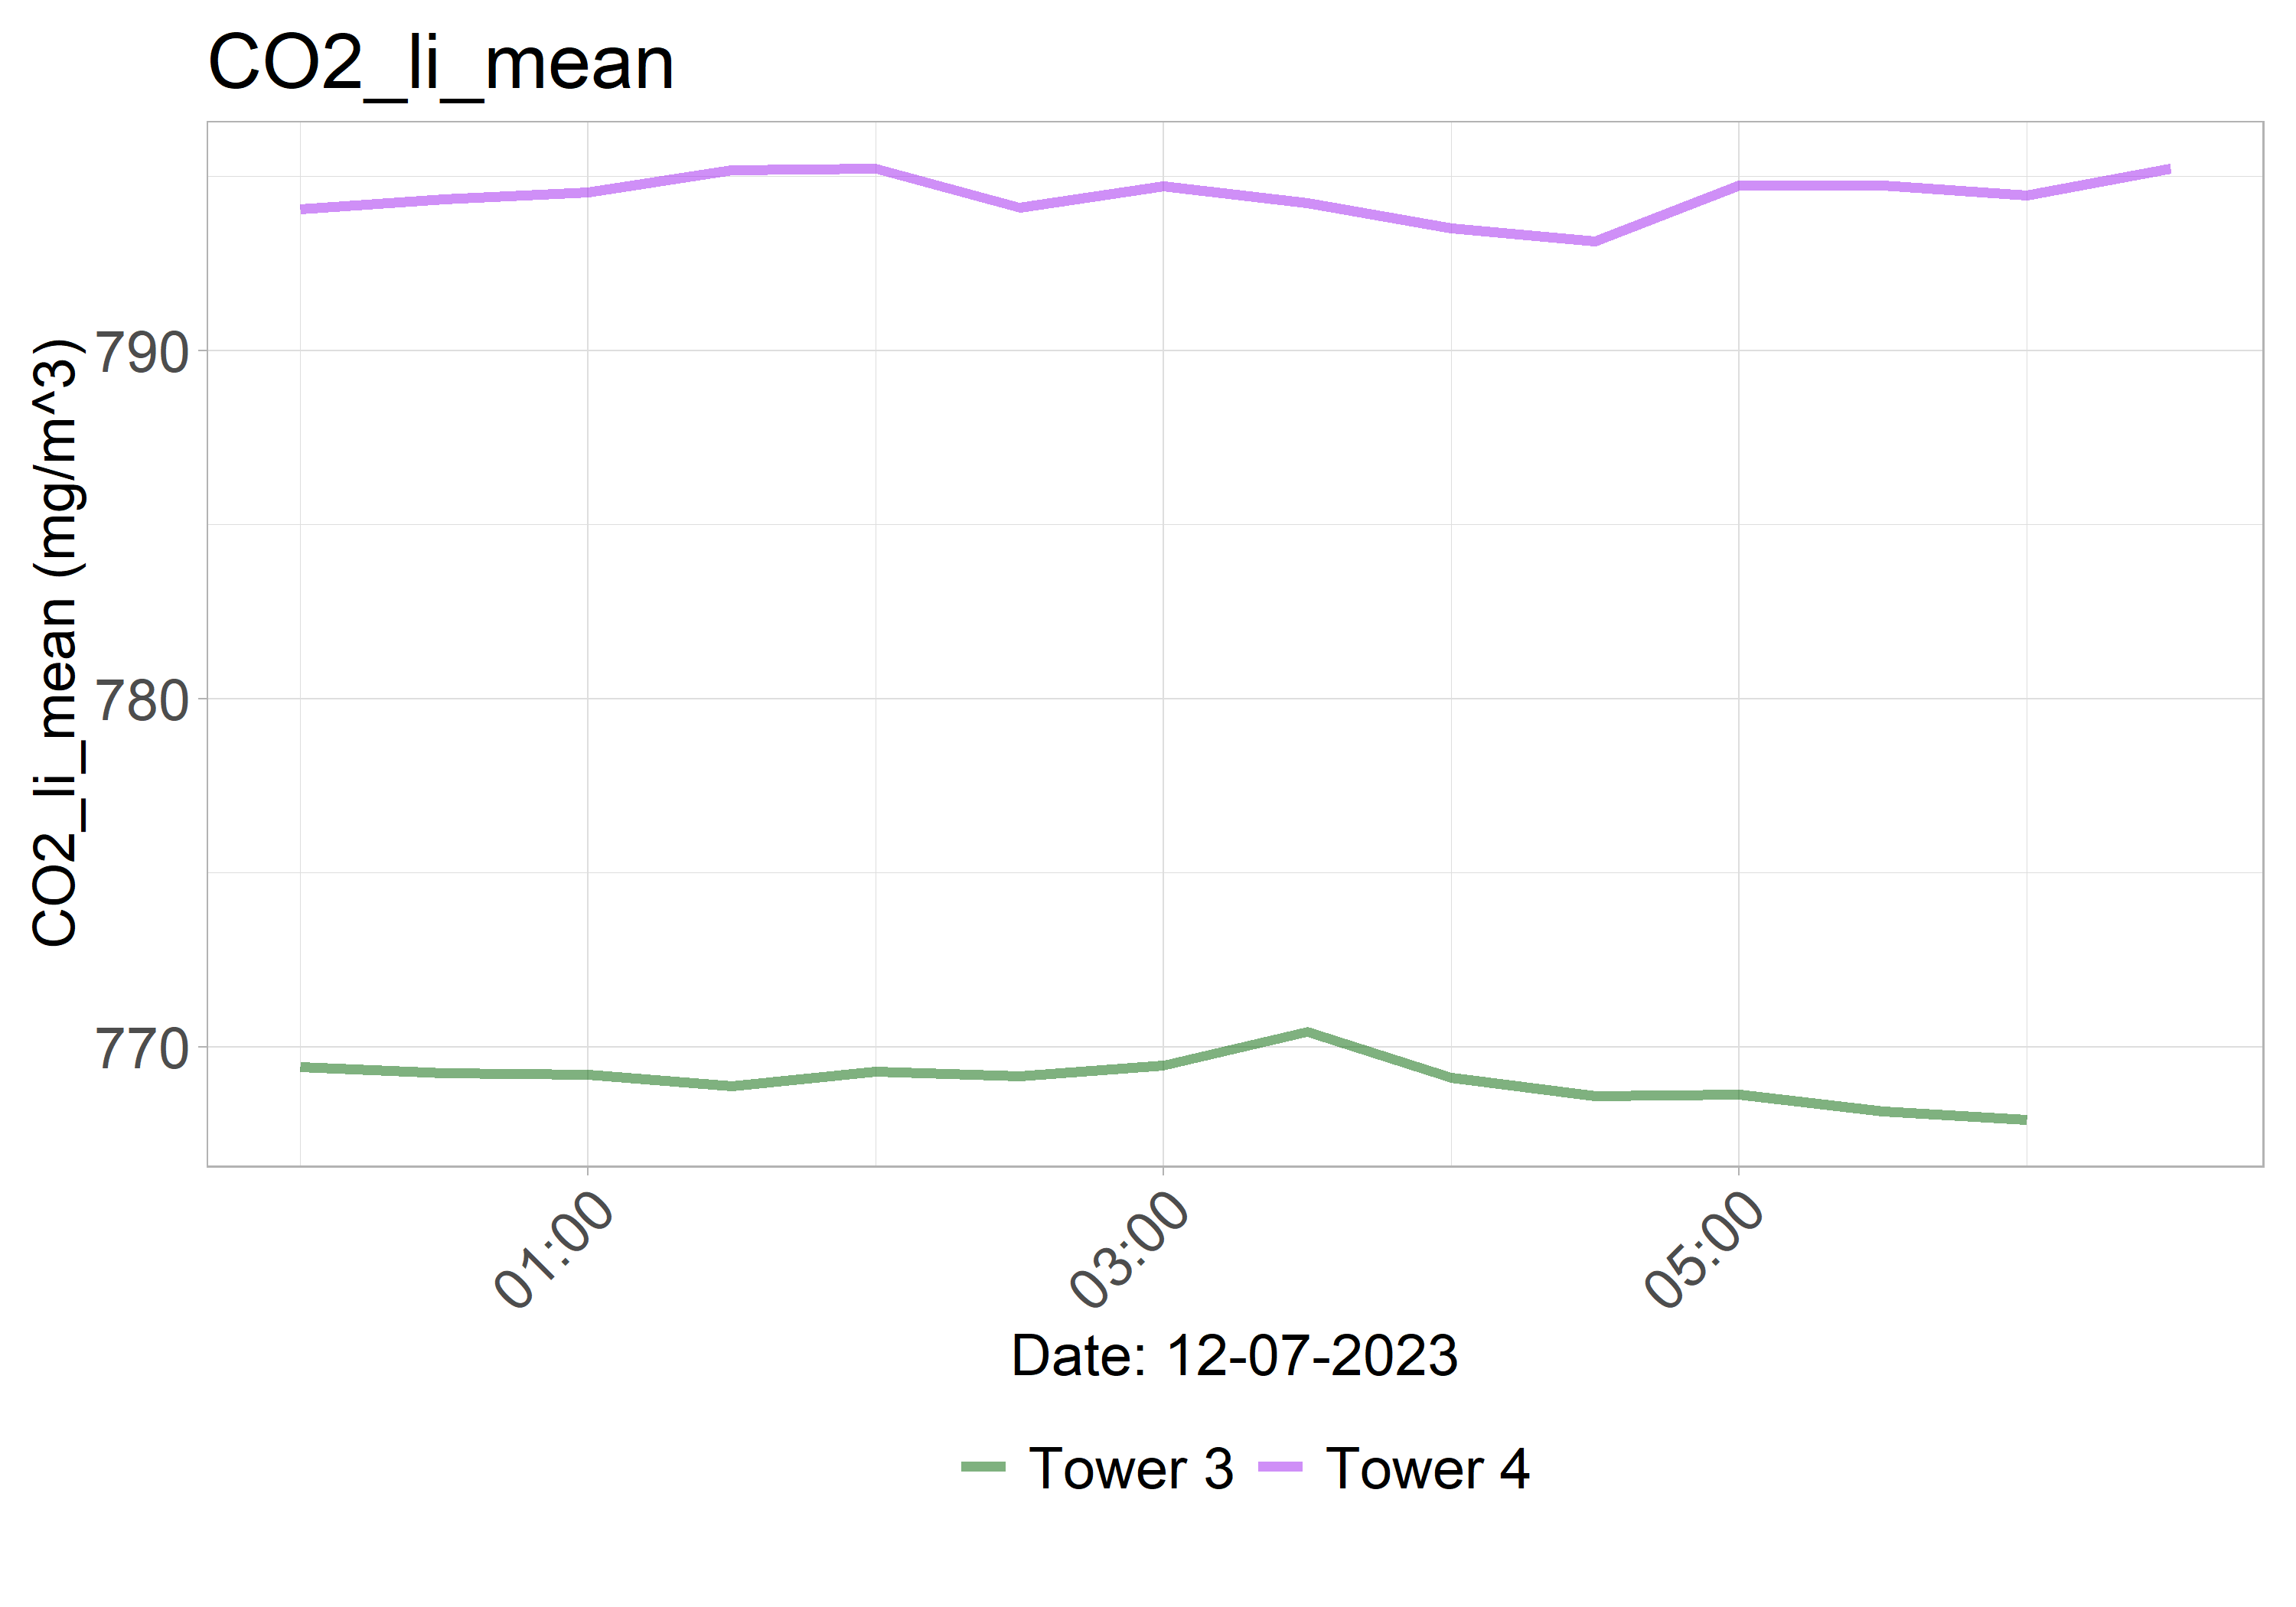 CO2_li_mean
CO2_li_mean (mg/m^3)
790
780
770
01:00
03:00
05:00
Date: 12-07-2023
Tower 3
Tower 4